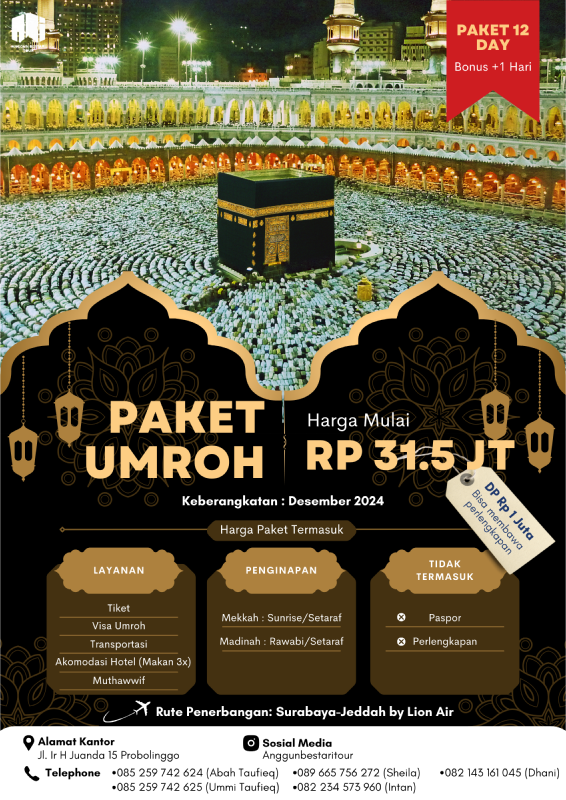 PAKET 12
DAY
Bonus +1 Hari
PAKET
UMROH
Harga Mulai
RP 31.5 JT
DP Rp 1 Juta
Bisa membawa
perlengkapan
Keberangkatan : Desember 2024
Harga Paket Termasuk
LAYANAN
Tiket
Visa Umroh
Transportasi
Akomodasi Hotel (Makan 3x)
Muthawwif
PENGINAPAN
Mekkah : Sunrise/Setaraf
Madinah : Rawabi/Setaraf
TIDAK
TERMASUK
Paspor
Perlengkapan
Rute Penerbangan: Surabaya-Jeddah by Lion Air
Alamat Kantor
Jl. Ir H Juanda 15 Probolinggo
Sosial Media
Anggunbestaritour
Telephone
•085 259 742 624 (Abah Taufieq)
•089 665 756 272 (Sheila)
•082 143 161 045 (Dhani)
•085 259 742 625 (Ummi Taufieq)
•082 234 573 960 (Intan)